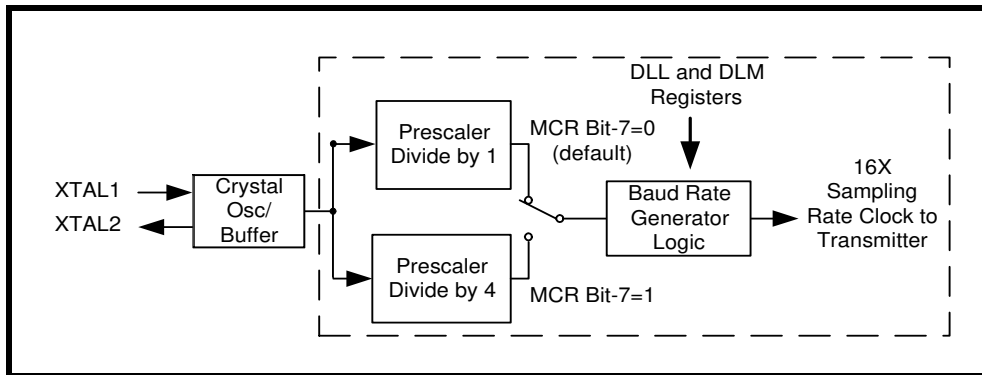 DLL and DLM
Registers
Prescaler
Divide by 1
MCR Bit-7=0
(default)
XTAL1
XTAL2
Crystal
Osc/
Buffer
Baud Rate
Generator
Logic
16X
Sampling
Rate Clock to
Transmitter
Prescaler
Divide by 4
MCR Bit-7=1